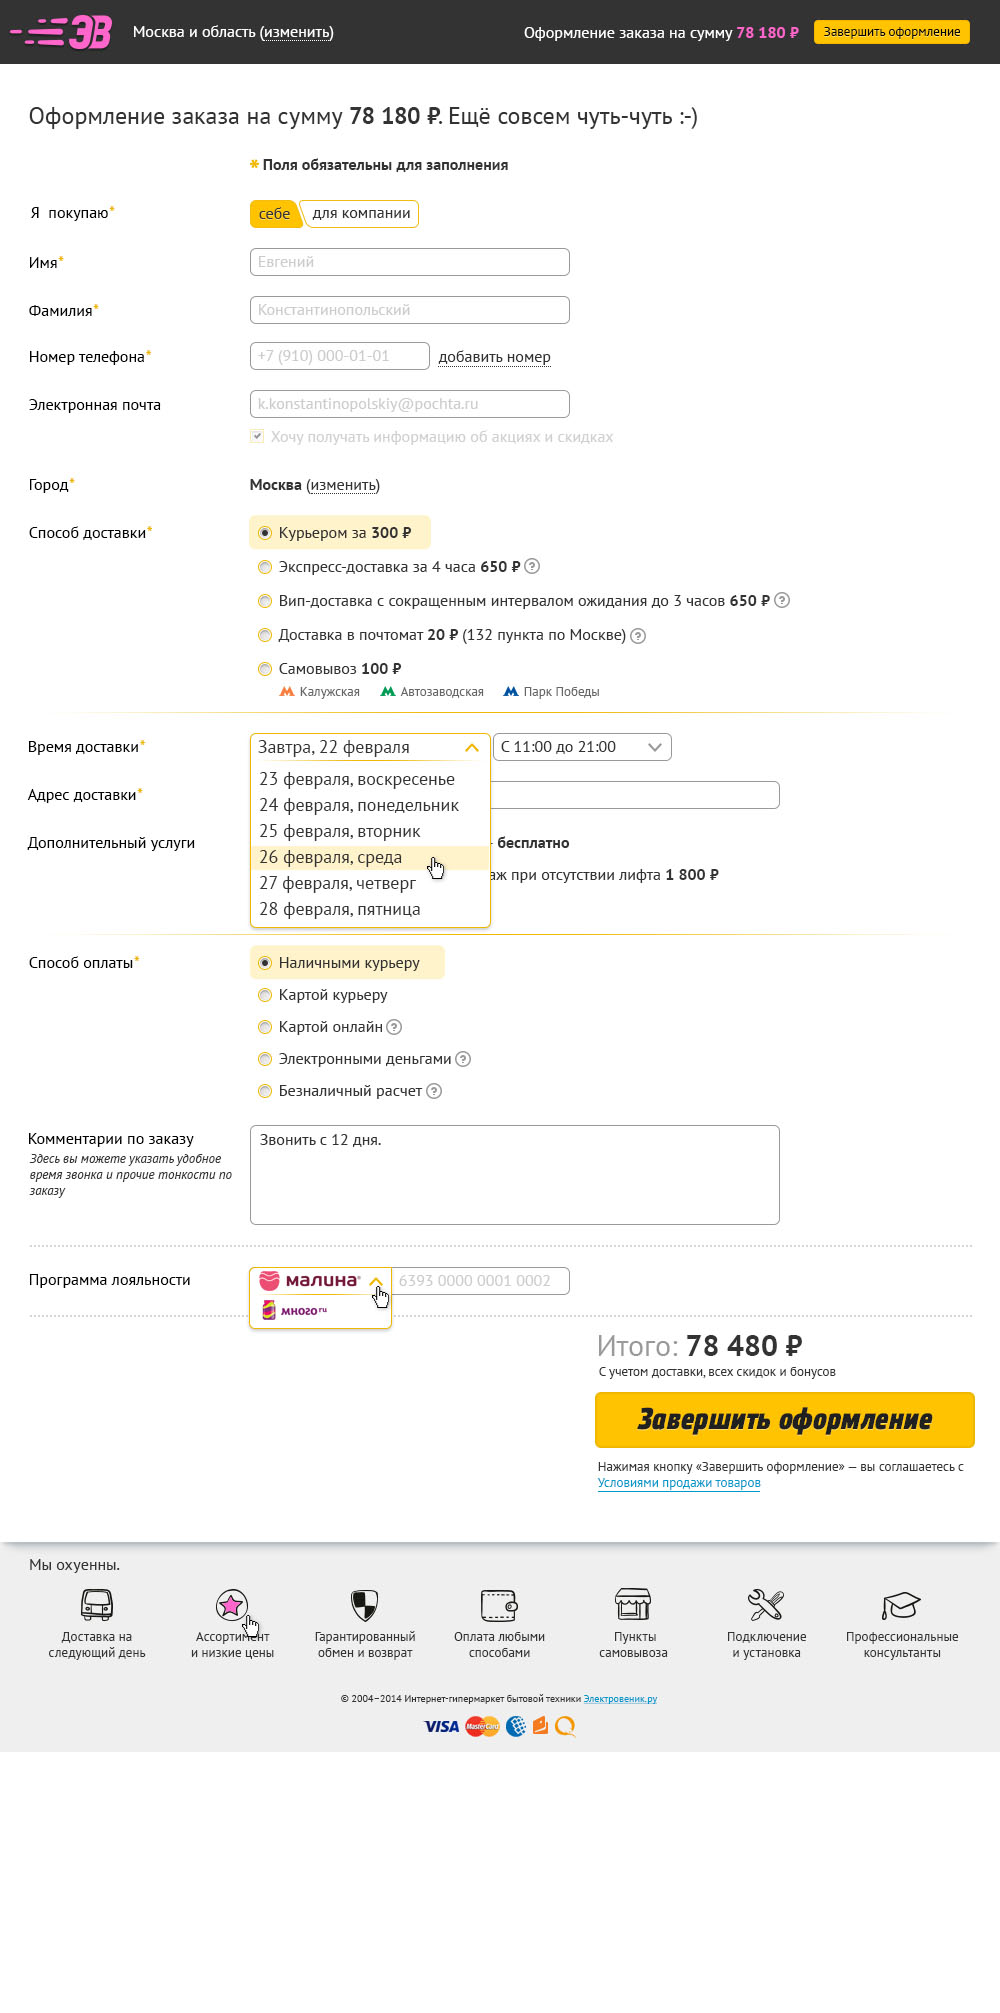 ЭВ Москва и область (изменить) Оформление заказа на сумму 78 180 ₽ Завершить оформление
Оформление заказа на сумму 78 180 ₽. Ещё совсем чуть-чуть :-)
* Поля обязательны для заполнения
Я покупаю* себе для компании
Имя* Евгений
Фамилия* Константинопольский
Номер телефона* +7 (910) 000-01-01 добавить номер
Электронная почта k.konstantinopolskiy@pochta.ru
Хочу получать информацию об акциях и скидках
Город* Москва (изменить)
Способ доставки* Курьером за 300 ₽
Экспресс-доставка за 4 часа 650 ₽ ?
Вип-доставка с сокращенным интервалом ожидания до 3 часов 650 ₽ ?
Доставка в почтомат 20 ₽ (132 пункта по Москве) ?
Самовывоз 100 ₽
Калужская Автозаводская Парк Победы
Время доставки* Завтра, 22 февраля С 11:00 до 21:00
23 февраля, воскресенье
Адрес доставки*
24 февраля, понедельник
25 февраля, вторник
Дополнительный услуги - бесплатно
26 февраля, среда
аж при отсутствии лифта 1 800 ₽
27 февраля, четверг
28 февраля, пятница
Способ оплаты* Наличными курьеру
Картой курьеру
Картой онлайн ?
Электронными деньгами ?
Безналичный расчет ?
Комментарии по заказу Звонить с 12 дня.
Здесь вы можете указать удобное
время звонка и прочие тонкости по
заказу
Программа лояльности малина 6393 0000 0001 0002
много.ru
Итого: 78 480 ₽
С учетом доставки, всех скидок и бонусов
Завершить оформление
Нажимая кнопку «Завершить оформление» — вы соглашаетесь с
Условиями продажи товаров
Мы охуенны.
Доставка на
следующий день
Ассортимент
и низкие цены
Гарантированный
обмен и возврат
Оплата любыми
способами
Пункты
самовывоза
Подключение
и установка
Профессиональные
консультанты
© 2004–2014 Интернет-гипермаркет бытовой техники Электровеник.ру
VISA MasterCard